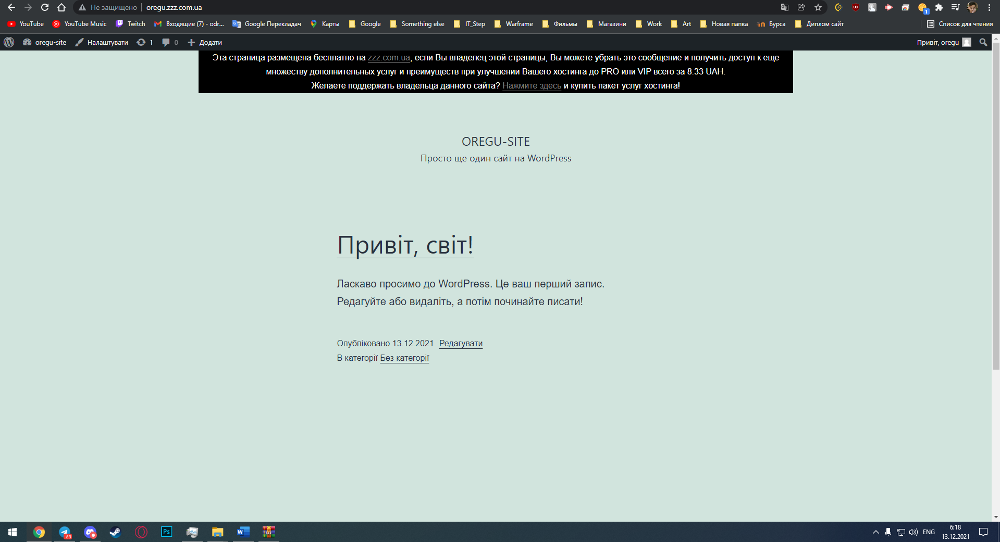 Не защищено oregu.zzz.com.ua
YouTube YouTube Music Twitch Входящие (7) - odr... Google Перекладач Карты Google Something else IT_Step Warframe Фильмы Магазини Work Art Новая папка Бурса Диплом сайт Список для чтения
oregu-site Налаштувати 1 0 Додати Привіт, oregu
Эта страница размещена бесплатно на zzz.com.ua, если Вы владелец этой страницы, Вы можете убрать это сообщение и получить доступ к еще
множеству дополнительных услуг и преимуществ при улучшении Вашего хостинга до PRO или VIP всего за 8.33 UAH.
Желаете поддержать владельца данного сайта? Нажмите здесь и купить пакет услуг хостинга!
OREGU-SITE
Просто ще один сайт на WordPress
Привіт, світ!
Ласкаво просимо до WordPress. Це ваш перший запис.
Редагуйте або видаліть, а потім починайте писати!
Опубліковано 13.12.2021 Редагувати
В категорії Без категорії
89 Ps ENG 6:18
13.12.2021